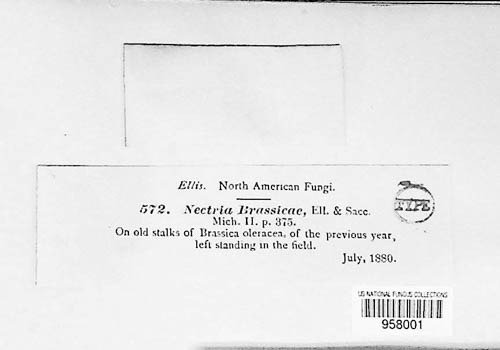 Ellis. North American Fungi.
572. Nectria Brassicae, Ell. & Sacc.
Mich. II. p. 375.
On old stalks of Brassica oleracea, of the previous year,
left standing in the field.
July, 1880.
TYPE
US NATIONAL FUNGUS COLLECTIONS
958001